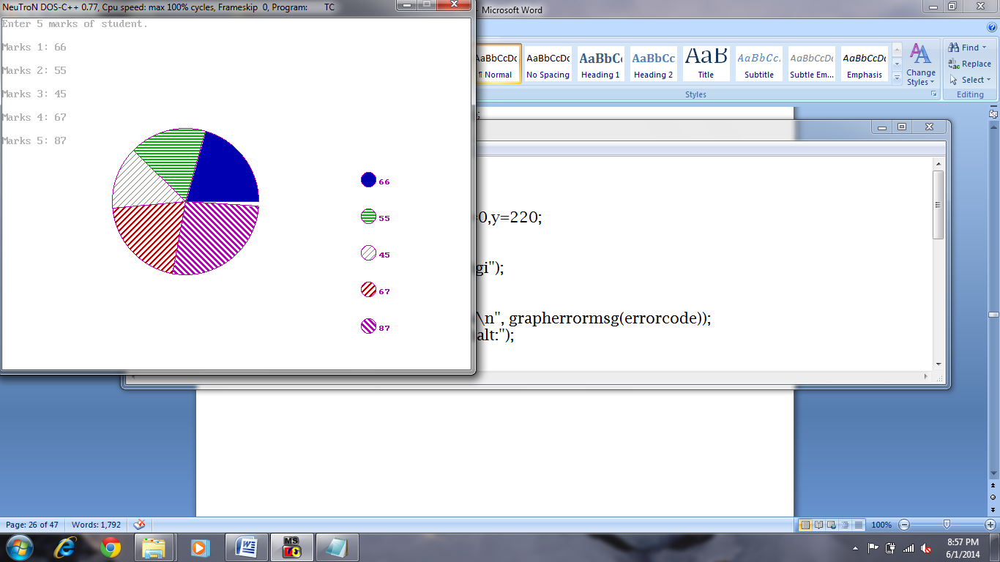 NeuTroN DOS-C++ 0.77, Cpu speed: max 100% cycles, Frameskip 0, Program: TC
- Microsoft Word
Enter 5 marks of student.
Marks 1: 66
Marks 2: 55
Marks 3: 45
Marks 4: 67
Marks 5: 87
66
55
45
67
87
AaBbCcDc
¶ Normal
AaBbCcDc
No Spacing
AaBbC
Heading 1
AaBbCc
Heading 2
AaB
Title
AaBbCc.
Subtitle
AaBbCcDc
Subtle Em...
AaBbCcDc
Emphasis
Change
Styles
Styles
Find
Replace
Select
Editing
;
=0,y=220;
gi");
\n", grapherrormsg(errorcode));
alt:");
Page: 26 of 47
Words: 1,792
100%
MS
8:57 PM
6/1/2014